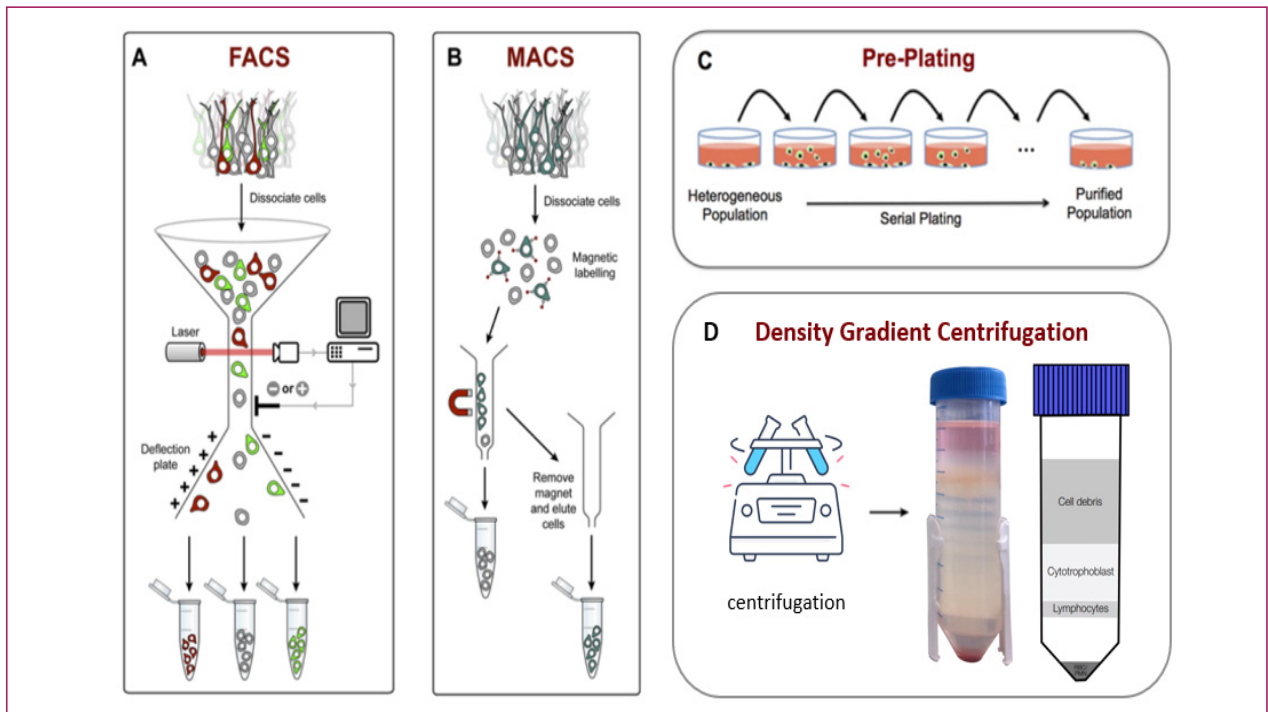 A
FACS
Dissociate cells
Laser
- or +
Deflection
plate
+ + + + +
- - - - -
B
MACS
Dissociate cells
Magnetic
labelling
Remove
magnet
and elute
cells
C
Pre-Plating
...
Heterogeneous
Population
Serial Plating
Purified
Population
D
Density Gradient Centrifugation
centrifugation
Cell debris
Cytotrophoblast
Lymphocytes